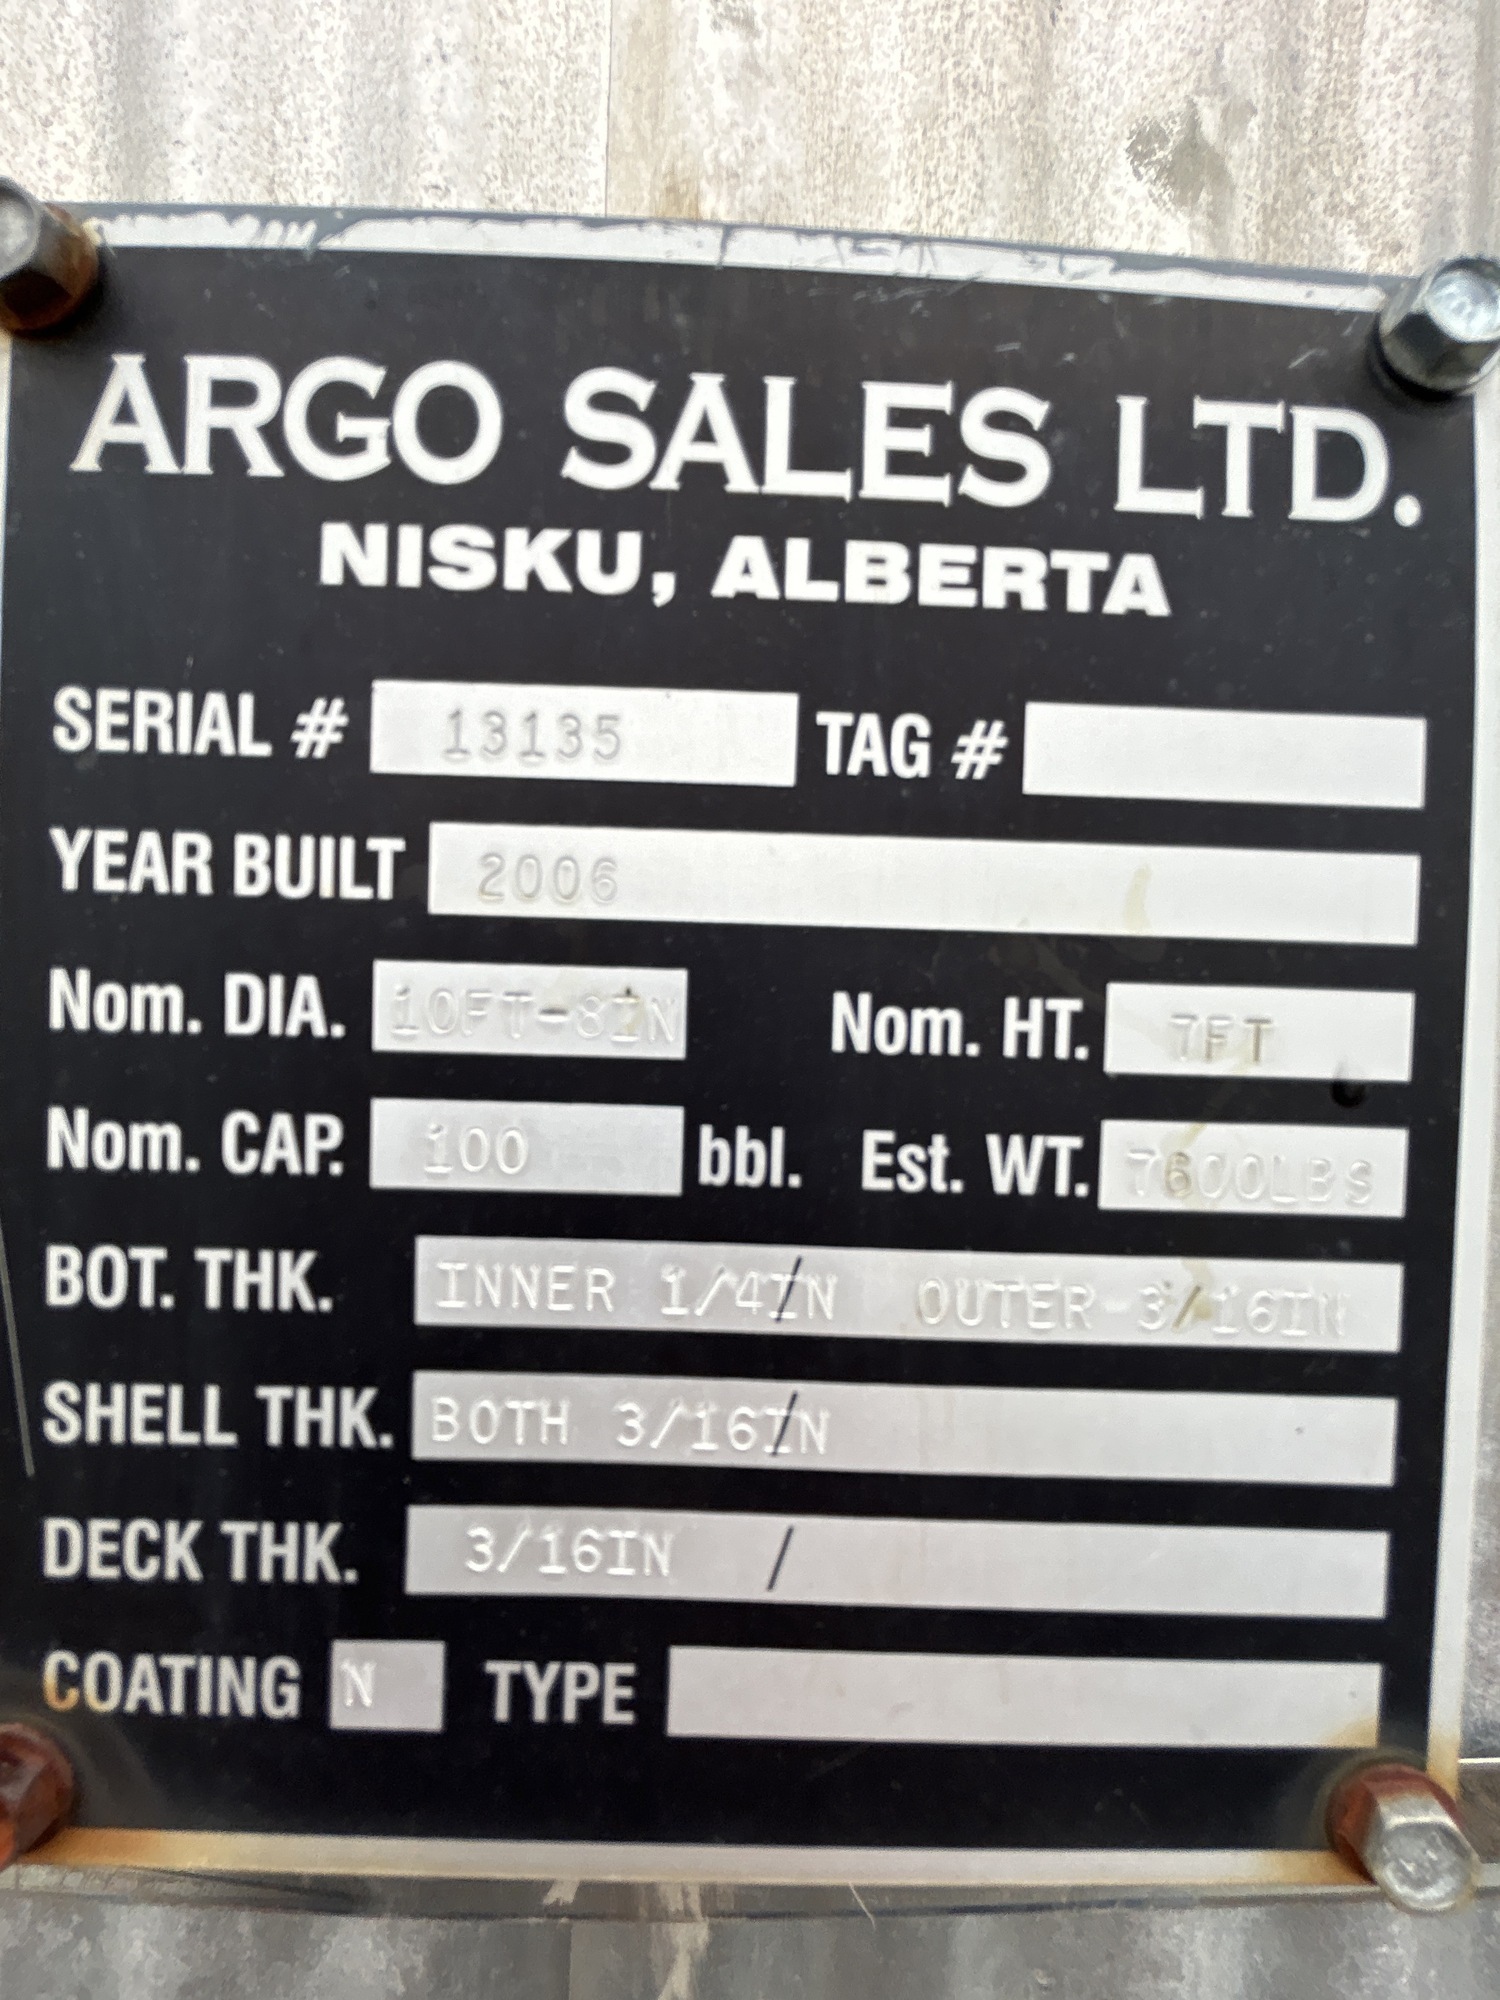 ARGO SALES LTD.
NISKU, ALBERTA
SERIAL # 13135 TAG #
YEAR BUILT 2006
Nom. DIA. 10FT-8IN Nom. HT. 7FT
Nom. CAP. 100 bbl. Est. WT. 7600LBS
BOT. THK. INNER 1/4IN / OUTER 3/16IN
SHELL THK. BOTH 3/16IN /
DECK THK. 3/16IN /
COATING N TYPE